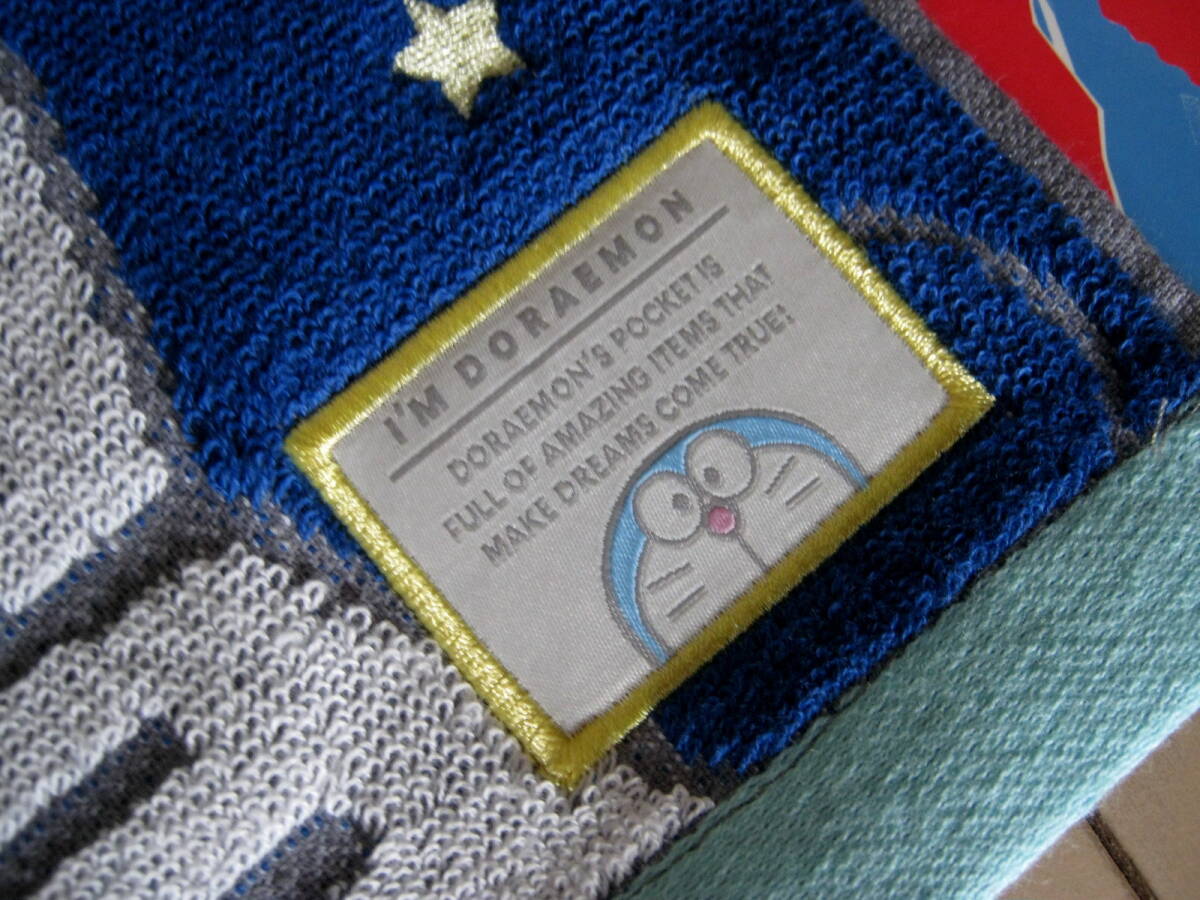 I'M DORAEMON
DORAEMON'S POCKET IS
FULL OF AMAZING ITEMS THAT
MAKE DREAMS COME TRUE!